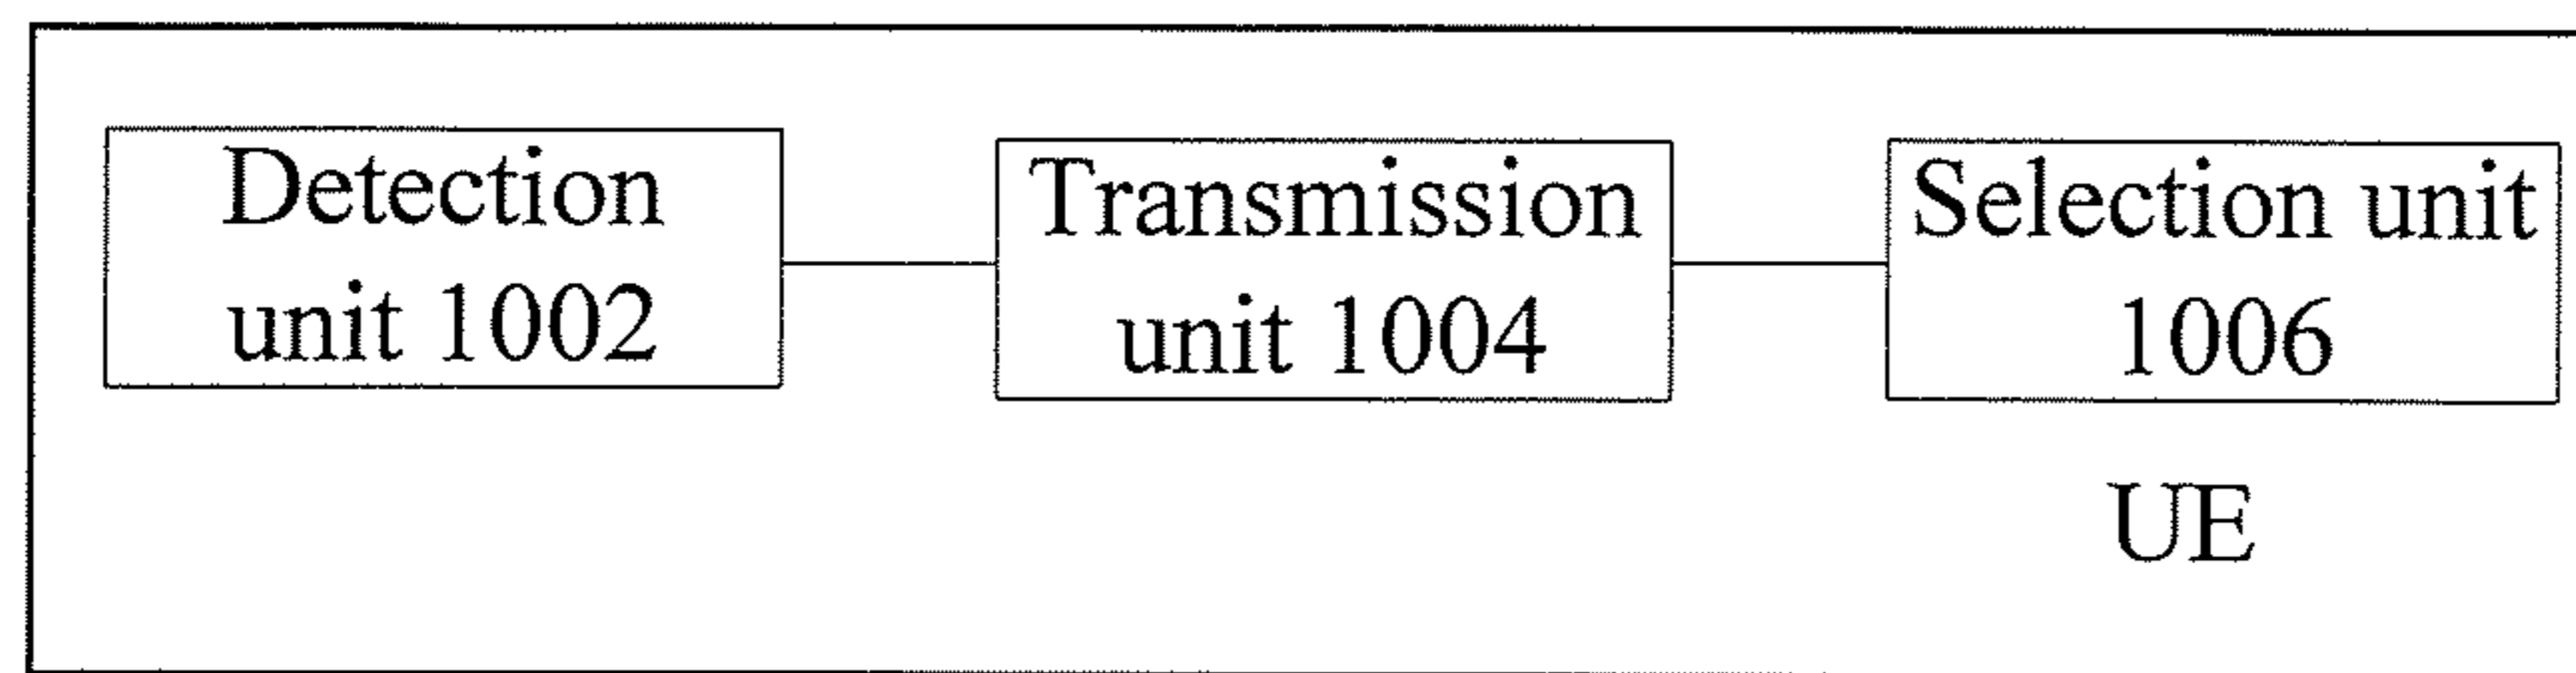 Detection
unit 1002
Transmission
unit 1004
Selection unit
1006
UE